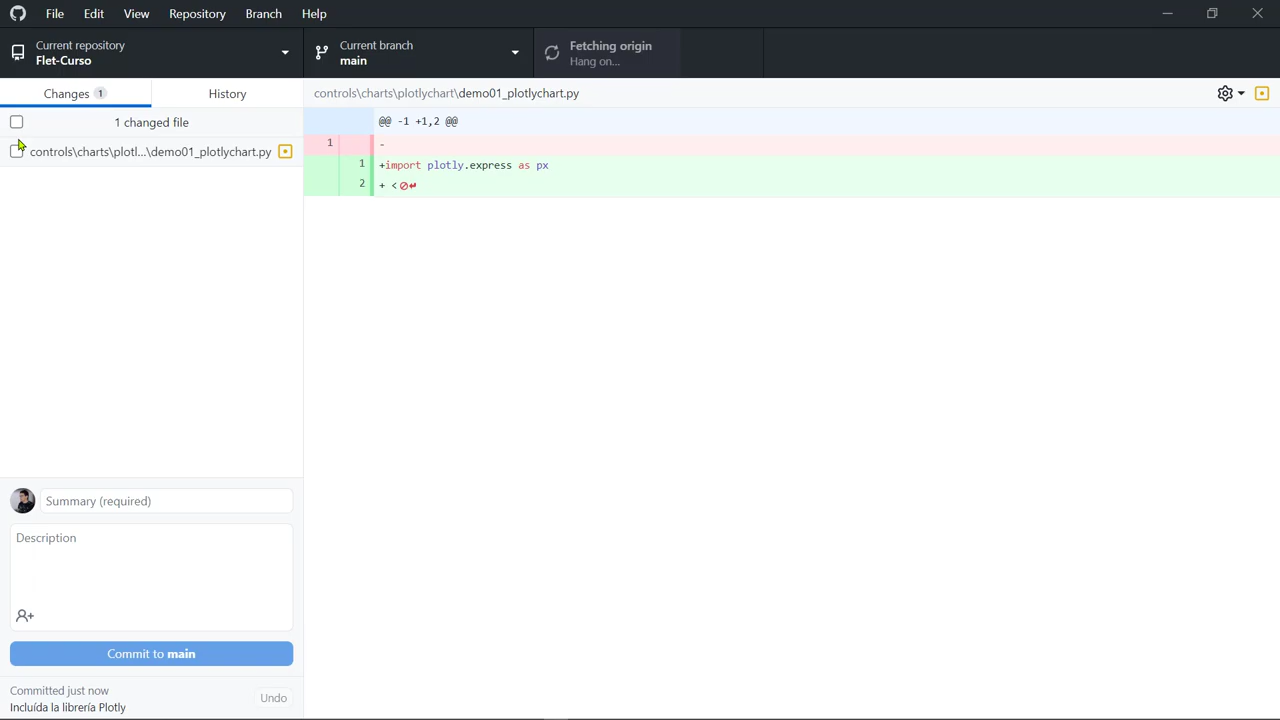 File Edit View Repository Branch Help
Current repository
Flet-Curso
Current branch
main
Fetching origin
Hang on...
Changes 1
History
controls\charts\plotlychart\demo01_plotlychart.py
1 changed file
@@ -1 +1,2 @@
controls\charts\plotl...\demo01_plotlychart.py
1 -
1 +import plotly.express as px
2 + <
Summary (required)
Description
Commit to main
Committed just now
Incluída la librería Plotly
Undo